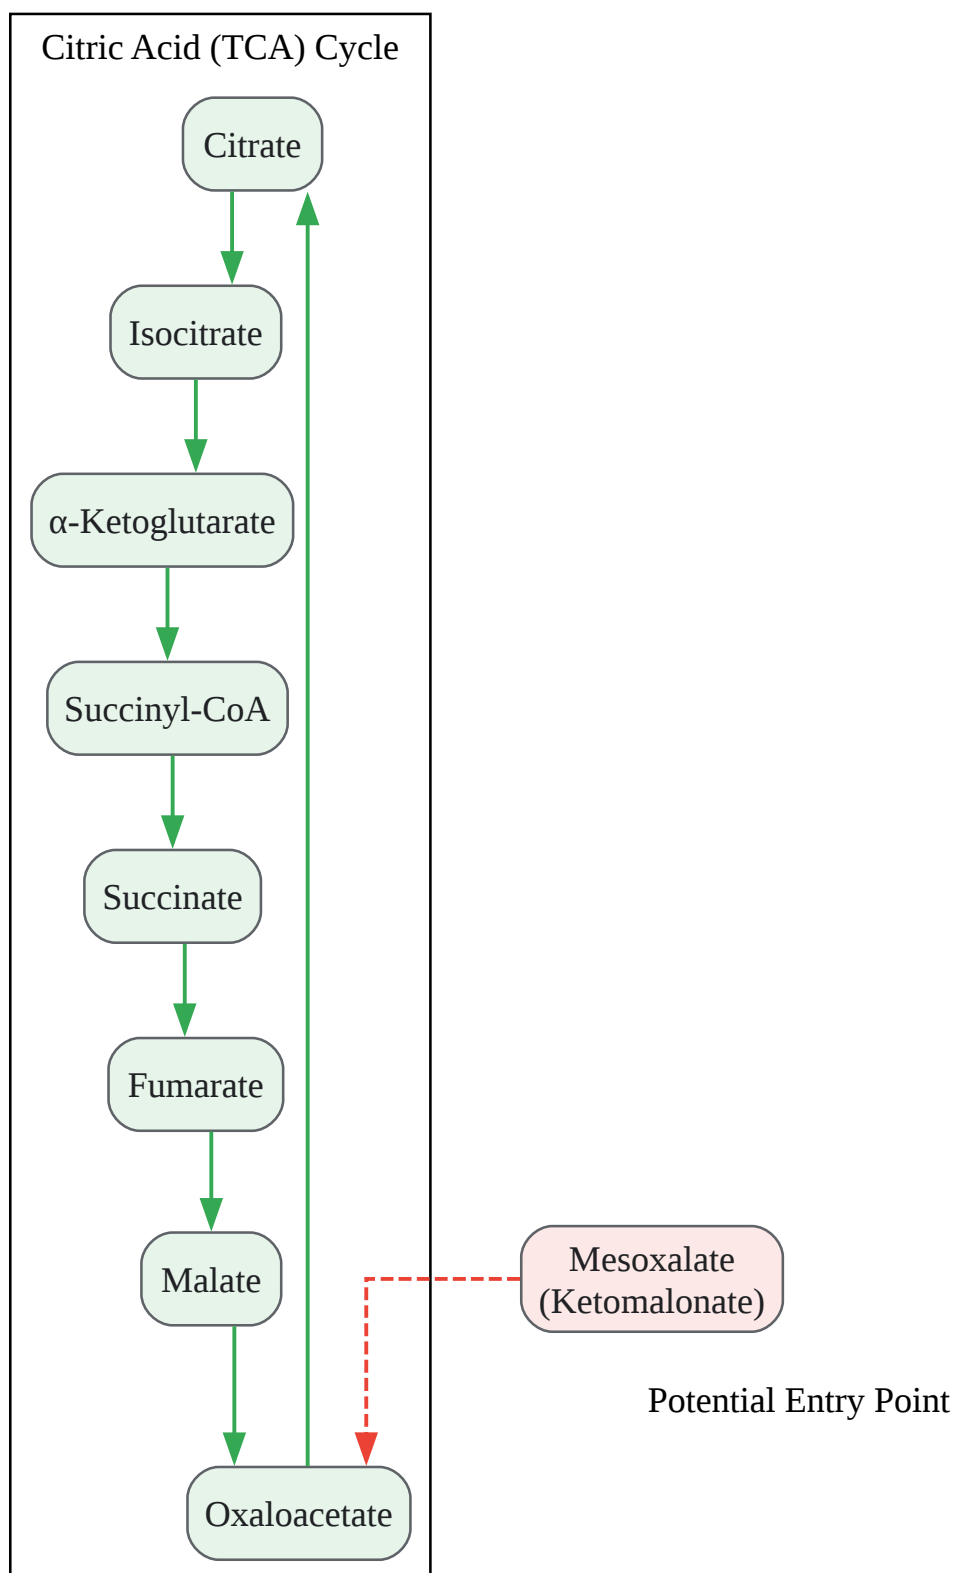 Citric Acid (TCA) Cycle
Citrate
Isocitrate
α-Ketoglutarate
Succinyl-CoA
Succinate
Fumarate
Malate
Mesoxalate
(Ketomalonate)
Potential Entry Point
Oxaloacetate